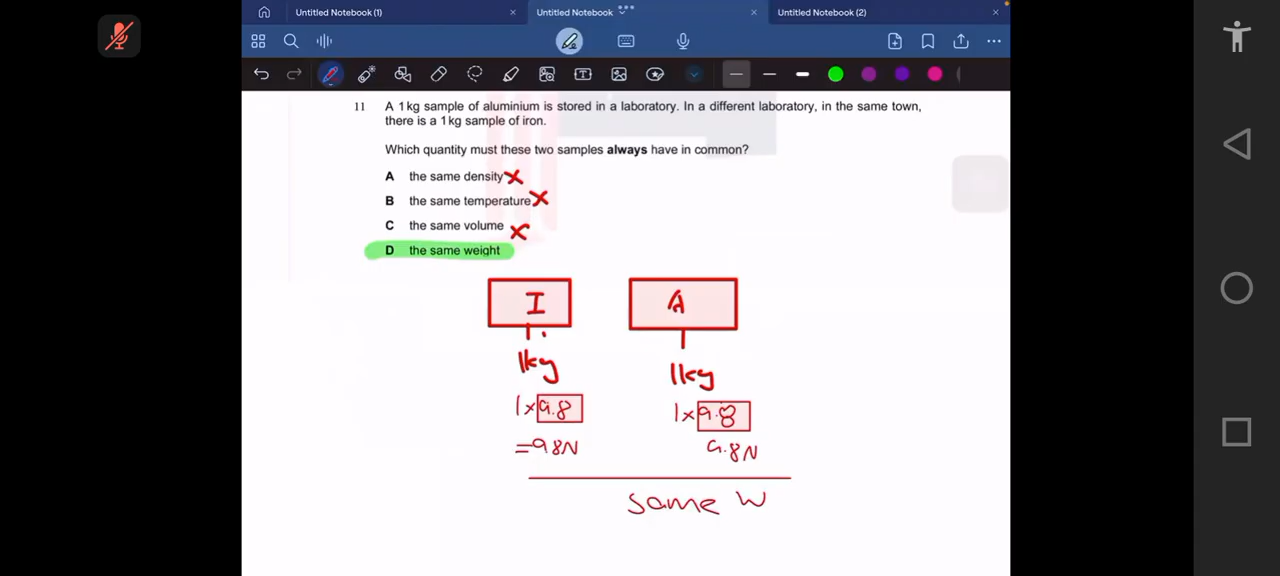 Untitled Notebook (1)
Untitled Notebook
Untitled Notebook (2)
11 A 1 kg sample of aluminium is stored in a laboratory. In a different laboratory, in the same town,
there is a 1 kg sample of iron.
Which quantity must these two samples always have in common?
A the same density
B the same temperature
C the same volume
D the same weight
I A
1kg 1kg
1×9.8 1×9.8
=9.8N 9.8N
Same W